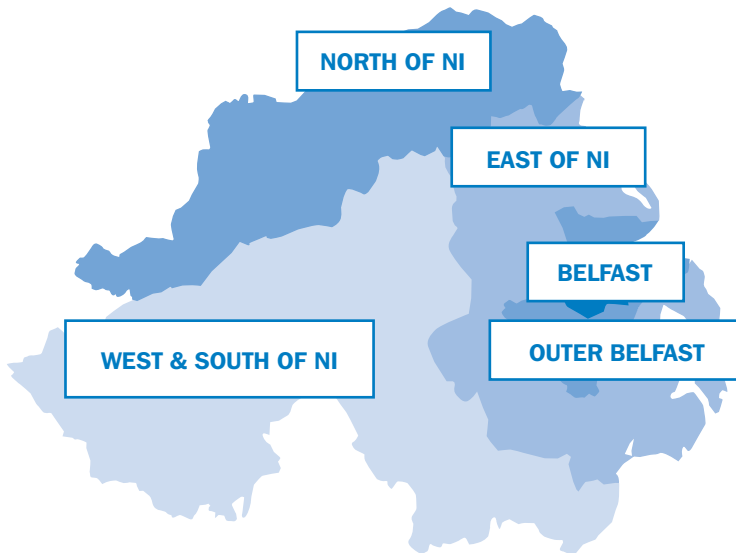 NORTH OF NI
EAST OF NI
BELFAST
OUTER BELFAST
WEST & SOUTH OF NI